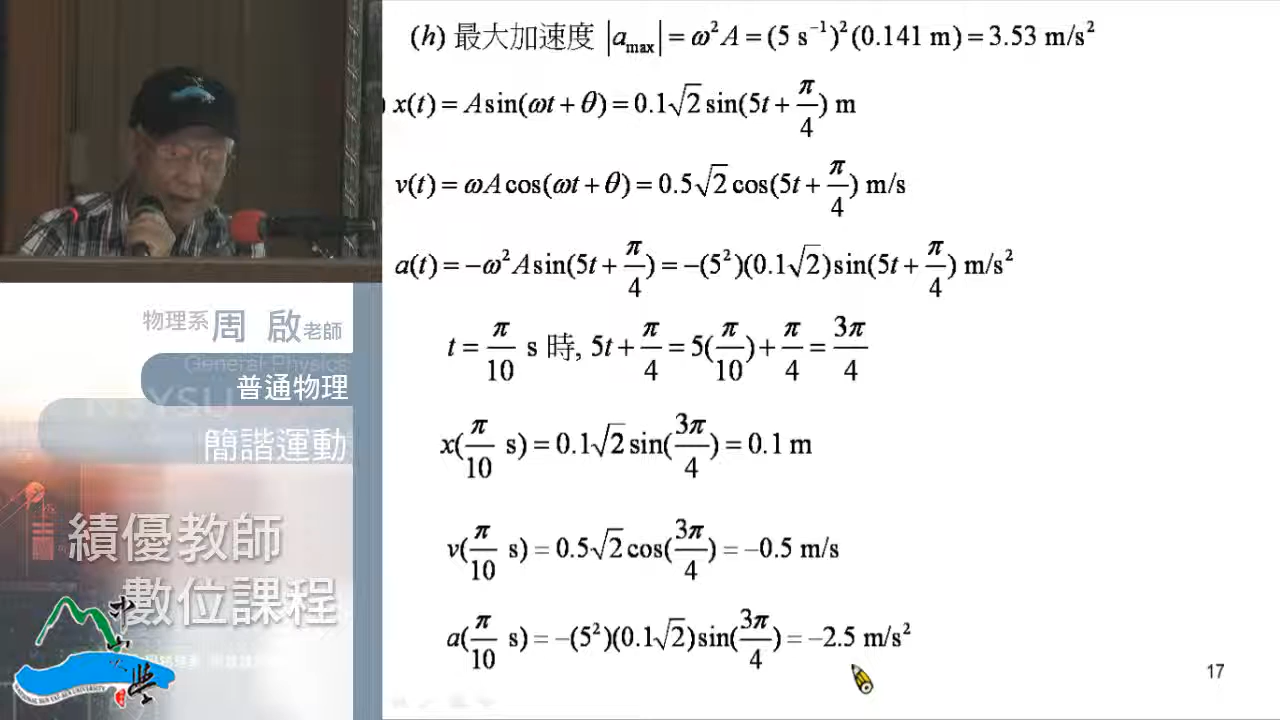 (h) 最大加速度 |a_max| = ω²A = (5 s⁻¹)²(0.141 m) = 3.53 m/s²
x(t) = A sin(ωt + θ) = 0.1√2 sin(5t + π/4) m
v(t) = ωA cos(ωt + θ) = 0.5√2 cos(5t + π/4) m/s
a(t) = −ω²A sin(5t + π/4) = −(5²)(0.1√2)sin(5t + π/4) m/s²
t = π/10 s 時, 5t + π/4 = 5(π/10) + π/4 = 3π/4
x(π/10 s) = 0.1√2 sin(3π/4) = 0.1 m
v(π/10 s) = 0.5√2 cos(3π/4) = −0.5 m/s
a(π/10 s) = −(5²)(0.1√2)sin(3π/4) = −2.5 m/s²
17
物理系周 啟老師
General Physics
普通物理
NSYSU
簡諧運動
績優教師
數位課程